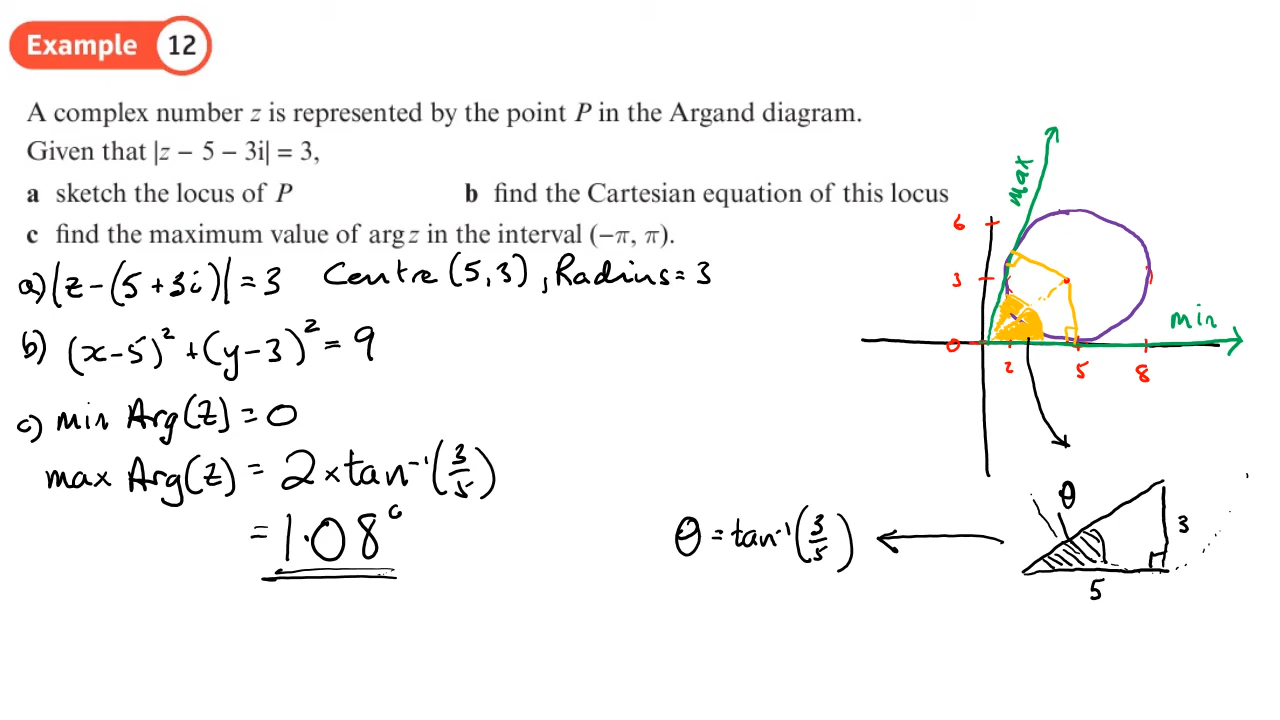 Example 12
A complex number z is represented by the point P in the Argand diagram.
Given that |z − 5 − 3i| = 3,
a sketch the locus of P b find the Cartesian equation of this locus
c find the maximum value of arg z in the interval (−π, π).
a) |z-(5+3i)| = 3 Centre (5,3), Radius = 3
b) (x-5)² + (y-3)² = 9
c) min Arg(z) = 0
max Arg(z) = 2 × tan⁻¹(3/5)
= 1.08ᶜ
max
6
3
0
2
5
8
min
θ
3
5
θ = tan⁻¹(3/5)